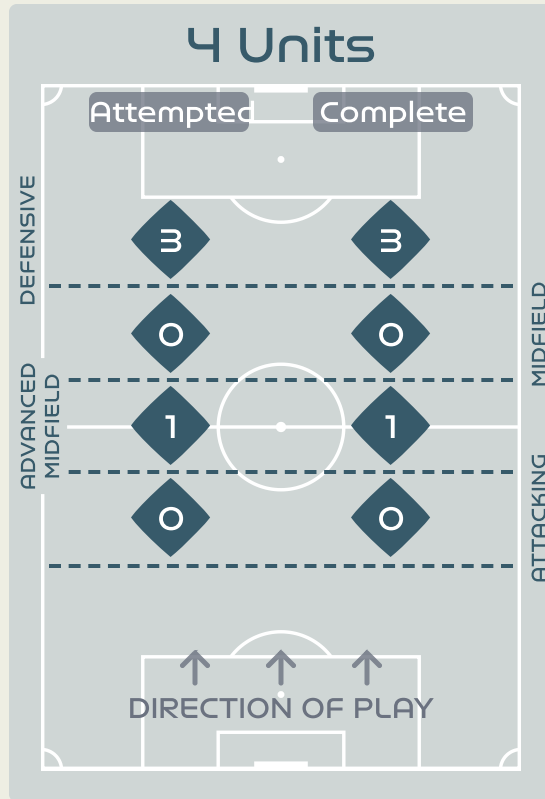 4 Units
Attempted
Complete
DEFENSIVE
3
3
MIDFIELD
0
0
ADVANCED
MIDFIELD
1
1
ATTACKING
0
0
DIRECTION OF PLAY